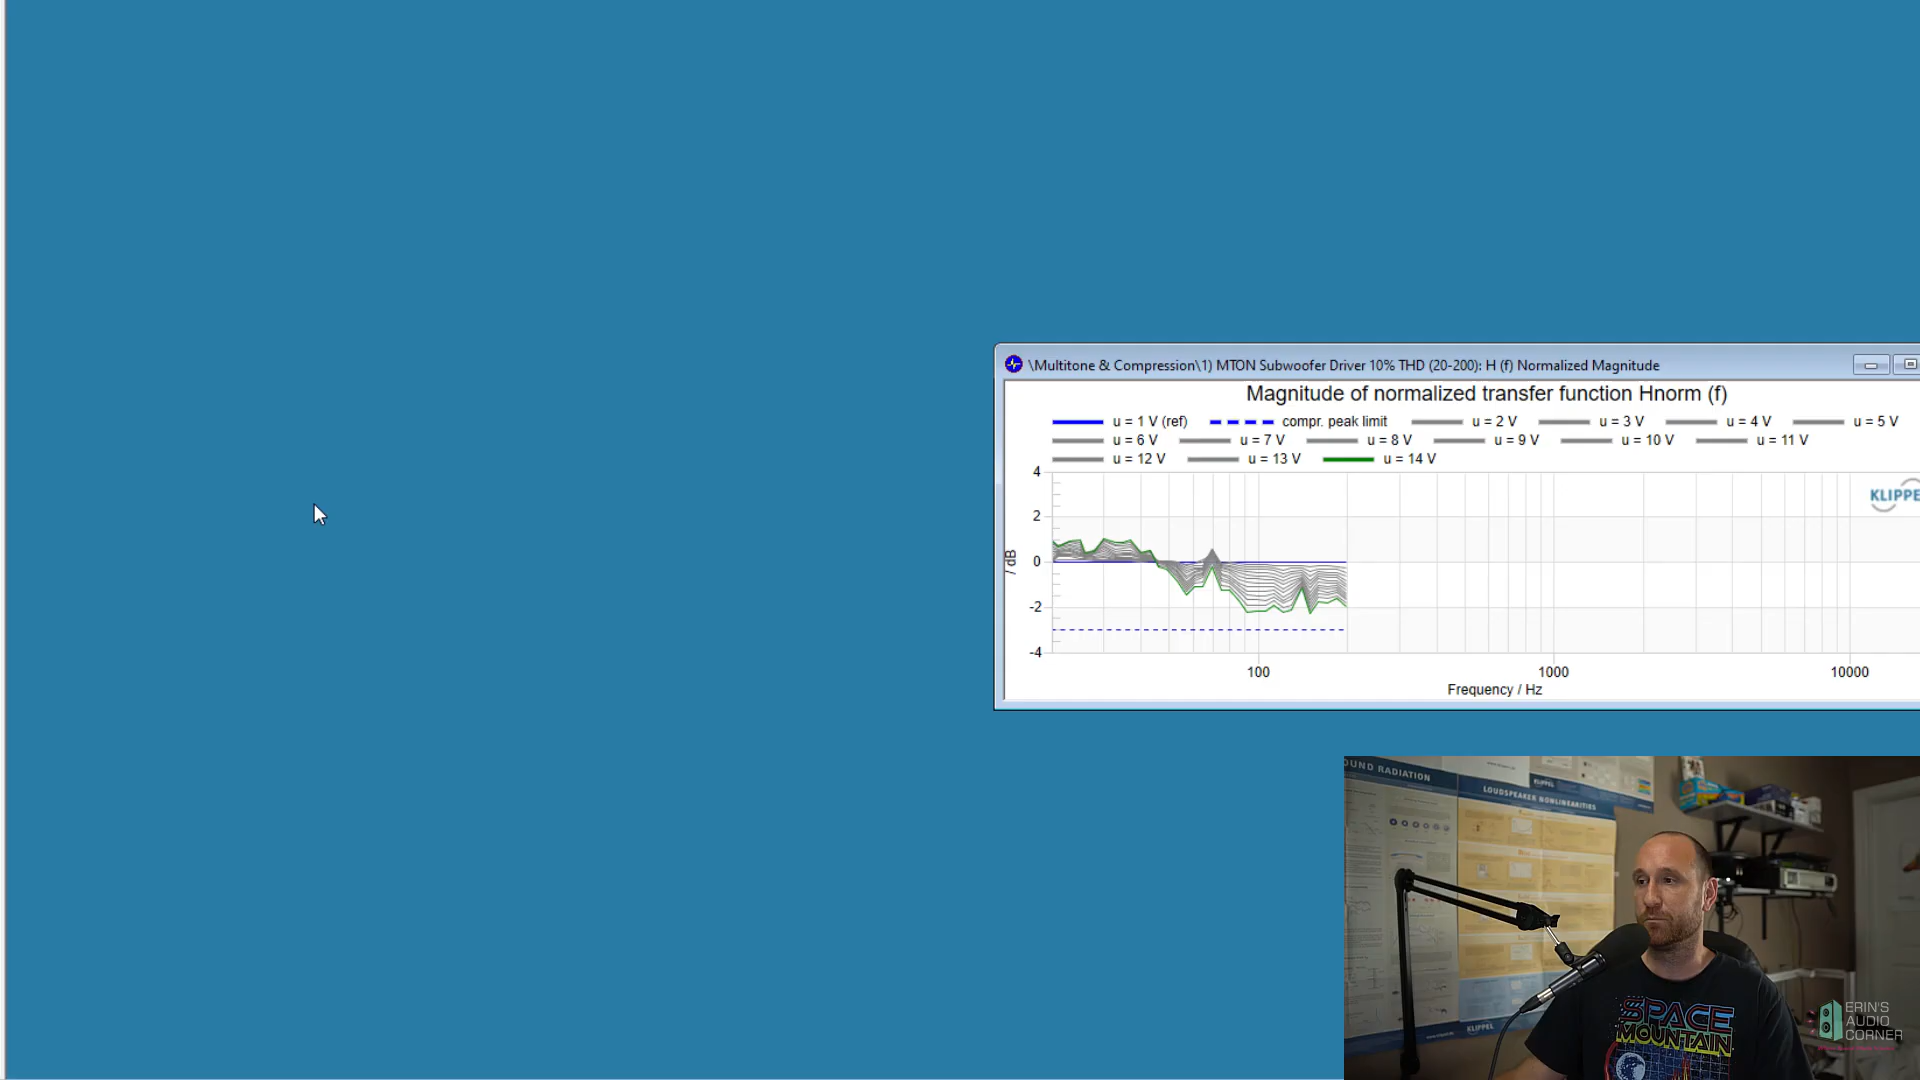 \Multitone & Compression\1) MTON Subwoofer Driver 10% THD (20-200): H (f) Normalized Magnitude
Magnitude of normalized transfer function Hnorm (f)
u = 1 V (ref) compr. peak limit u = 2 V u = 3 V u = 4 V u = 5 V
u = 6 V u = 7 V u = 8 V u = 9 V u = 10 V u = 11 V
u = 12 V u = 13 V u = 14 V
4
KLIPPE
2
0
/ dB
-2
-4
100 1000 10000
Frequency / Hz
OUND RADIATION
KLIPPEL
LOUDSPEAKER NONLINEARITIES
KLIPPEL
SPACE
MOUNTAIN
ERIN'S
AUDIO
CORNER